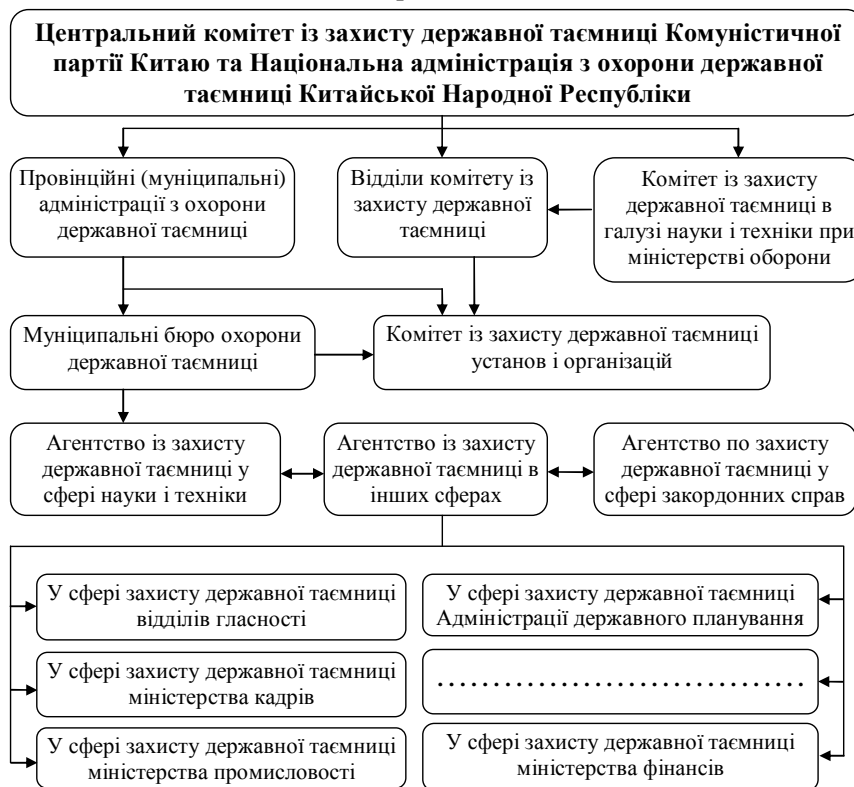 Центральний комітет із захисту державної таємниці Комуністичної
партії Китаю та Національна адміністрація з охорони державної
таємниці Китайської Народної Республіки
Провінційні (муніципальні)
адміністрації з охорони
державної таємниці
Відділи комітету із
захисту державної
таємниці
Комітет із захисту
державної таємниці в
галузі науки і техніки при
міністерстві оборони
Муніципальні бюро охорони
державної таємниці
Комітет із захисту державної таємниці
установ і організацій
Агентство із захисту
державної таємниці у
сфері науки і техніки
Агентство із захисту
державної таємниці в
інших сферах
Агентство по захисту
державної таємниці у
сфері закордонних справ
У сфері захисту державної таємниці
відділів гласності
У сфері захисту державної таємниці
Адміністрації державного планування
У сфері захисту державної таємниці
міністерства кадрів
. . . . . . . . . . . . . . . . . . . . . . . . . . . . . . . . . .
У сфері захисту державної таємниці
міністерства промисловості
У сфері захисту державної таємниці
міністерства фінансів